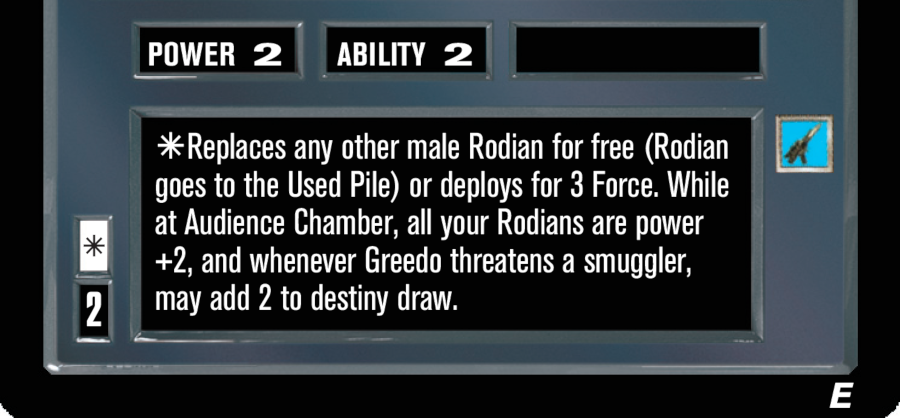 POWER 2 ABILITY 2
*Replaces any other male Rodian for free (Rodian
goes to the Used Pile) or deploys for 3 Force. While
at Audience Chamber, all your Rodians are power
+2, and whenever Greedo threatens a smuggler,
may add 2 to destiny draw.
*
2
E